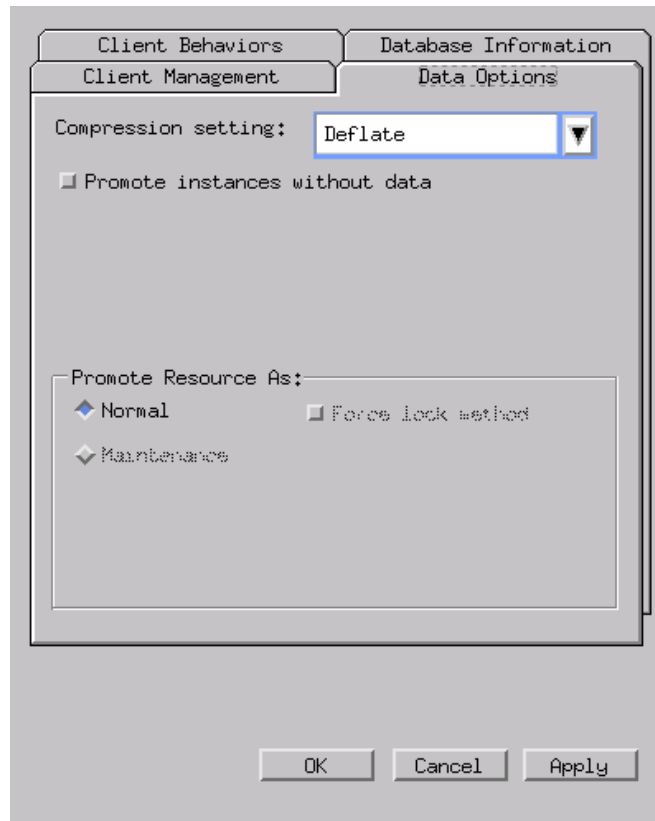 Client Behaviors
Database Information
Client Management
Data Options
Compression setting:
Deflate
Promote instances without data
Promote Resource As:
Normal
Force lock method
Maintenance
OK
Cancel
Apply